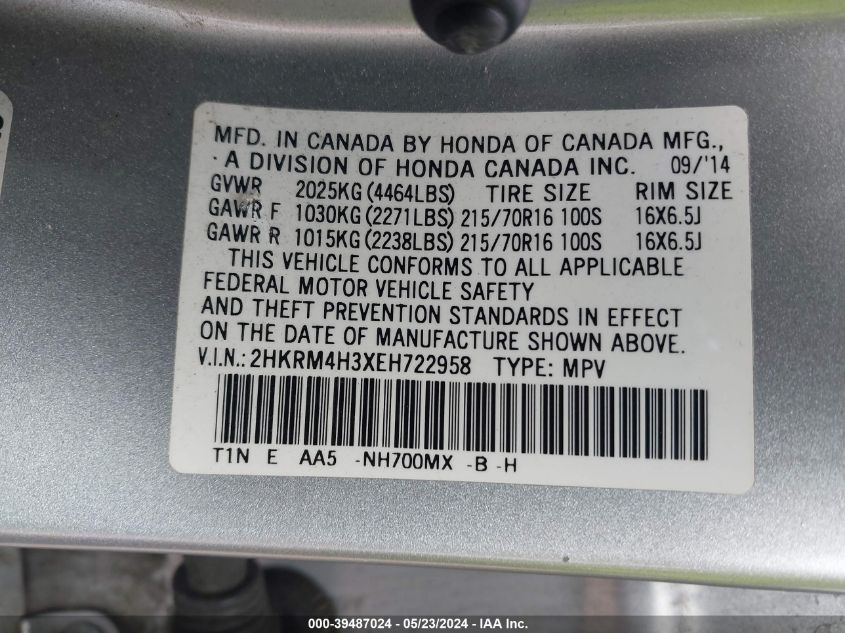 MFD. IN CANADA BY HONDA OF CANADA MFG.,
A DIVISION OF HONDA CANADA INC. 09/'14
GVWR 2025KG (4464LBS) TIRE SIZE RIM SIZE
GAWR F 1030KG (2271LBS) 215/70R16 100S 16X6.5J
GAWR R 1015KG (2238LBS) 215/70R16 100S 16X6.5J
THIS VEHICLE CONFORMS TO ALL APPLICABLE
FEDERAL MOTOR VEHICLE SAFETY
AND THEFT PREVENTION STANDARDS IN EFFECT
ON THE DATE OF MANUFACTURE SHOWN ABOVE.
V.I.N.: 2HKRM4H3XEH722958 TYPE: MPV
T1N E AA5 -NH700MX -B -H
000-39487024 - 05/23/2024 - IAA Inc.